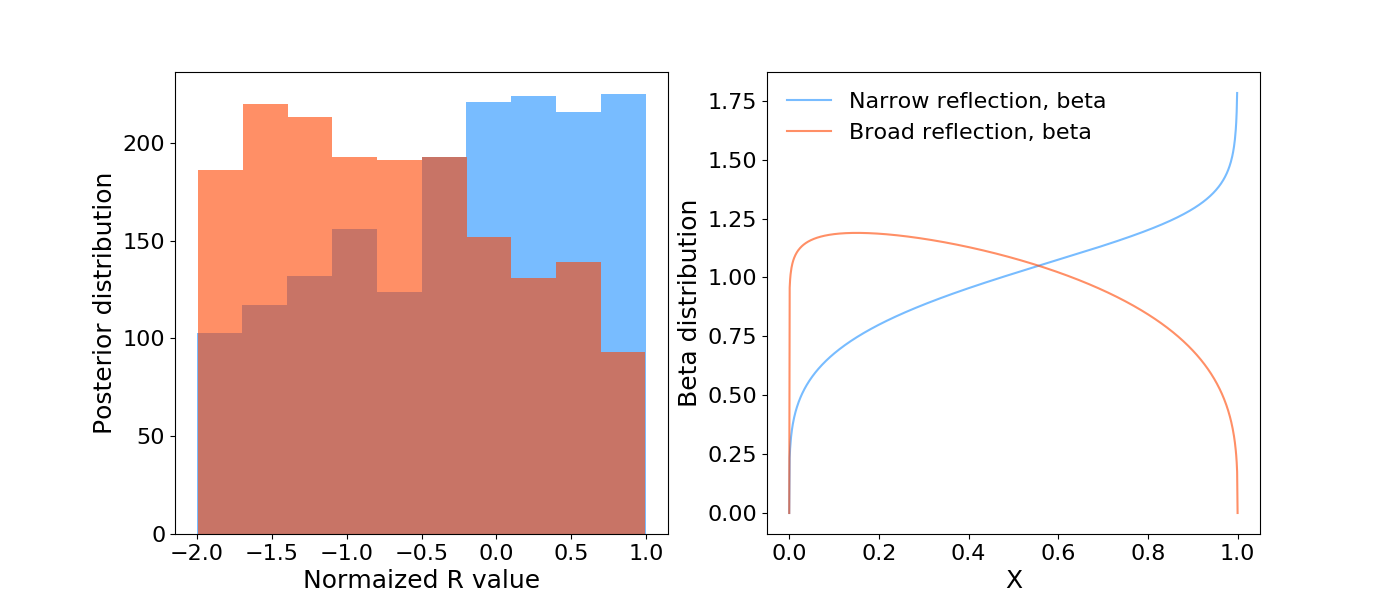 Posterior distribution
200
150
100
50
0
−2.0 −1.5 −1.0 −0.5 0.0 0.5 1.0
Normaized R value
Beta distribution
1.75
1.50
1.25
1.00
0.75
0.50
0.25
0.00
Narrow reflection, beta
Broad reflection, beta
0.0 0.2 0.4 0.6 0.8 1.0
X